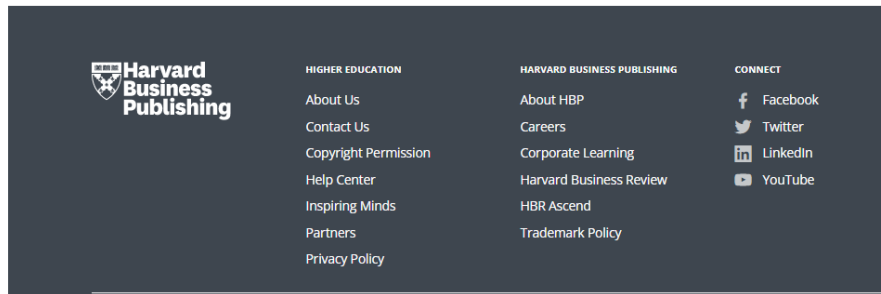 Harvard
Business
Publishing
HIGHER EDUCATION
About Us
Contact Us
Copyright Permission
Help Center
Inspiring Minds
Partners
Privacy Policy
HARVARD BUSINESS PUBLISHING
About HBP
Careers
Corporate Learning
Harvard Business Review
HBR Ascend
Trademark Policy
CONNECT
Facebook
Twitter
LinkedIn
YouTube